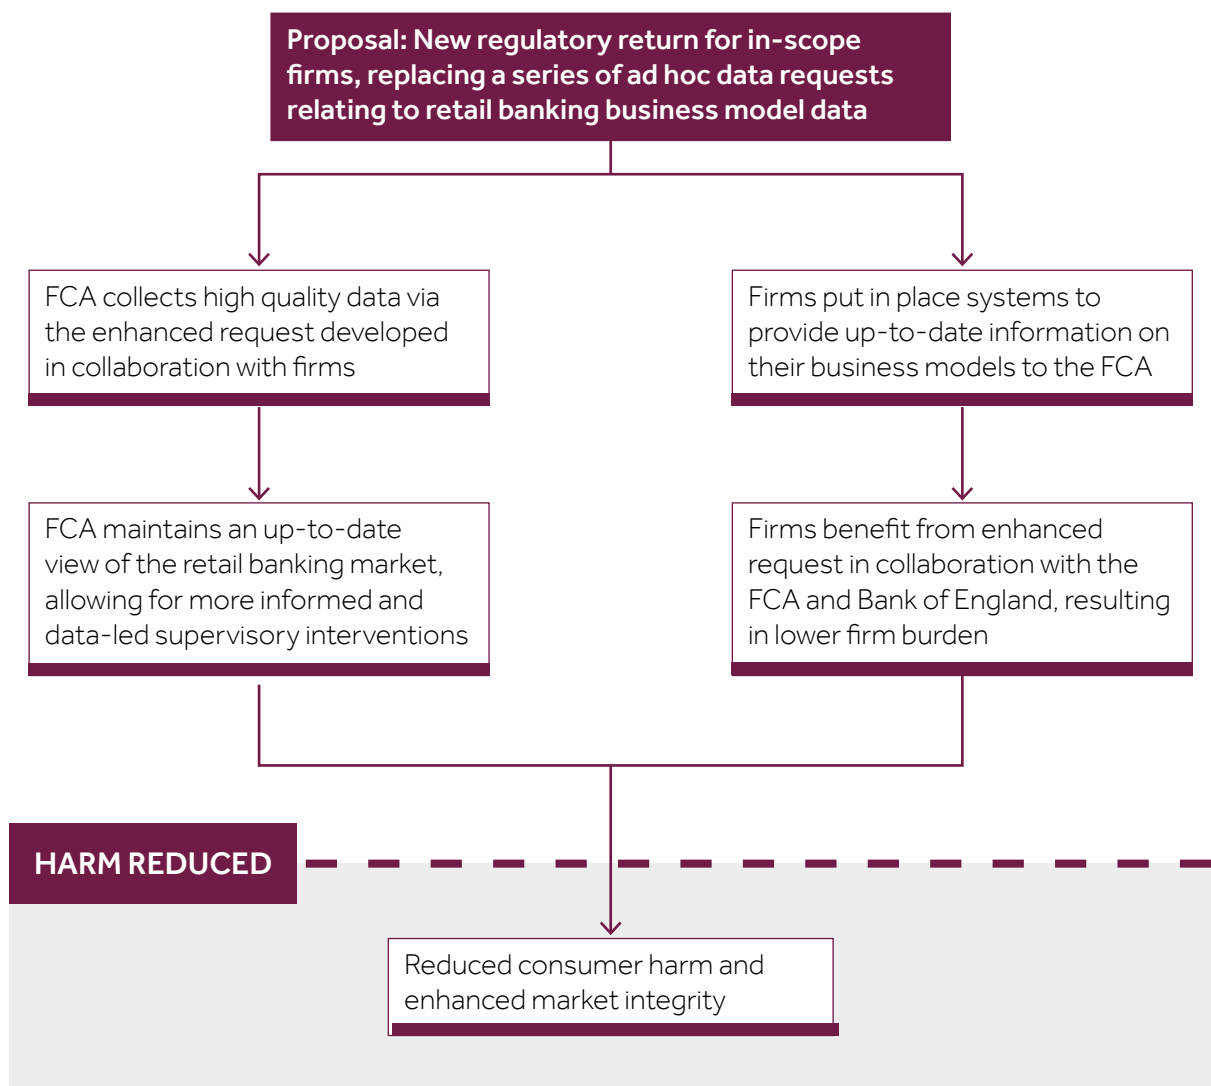 Proposal: New regulatory return for in-scope
firms, replacing a series of ad hoc data requests
relating to retail banking business model data
FCA collects high quality data via
the enhanced request developed
in collaboration with firms
Firms put in place systems to
provide up-to-date information on
their business models to the FCA
FCA maintains an up-to-date
view of the retail banking market,
allowing for more informed and
data-led supervisory interventions
Firms benefit from enhanced
request in collaboration with the
FCA and Bank of England, resulting
in lower firm burden
HARM REDUCED
Reduced consumer harm and
enhanced market integrity